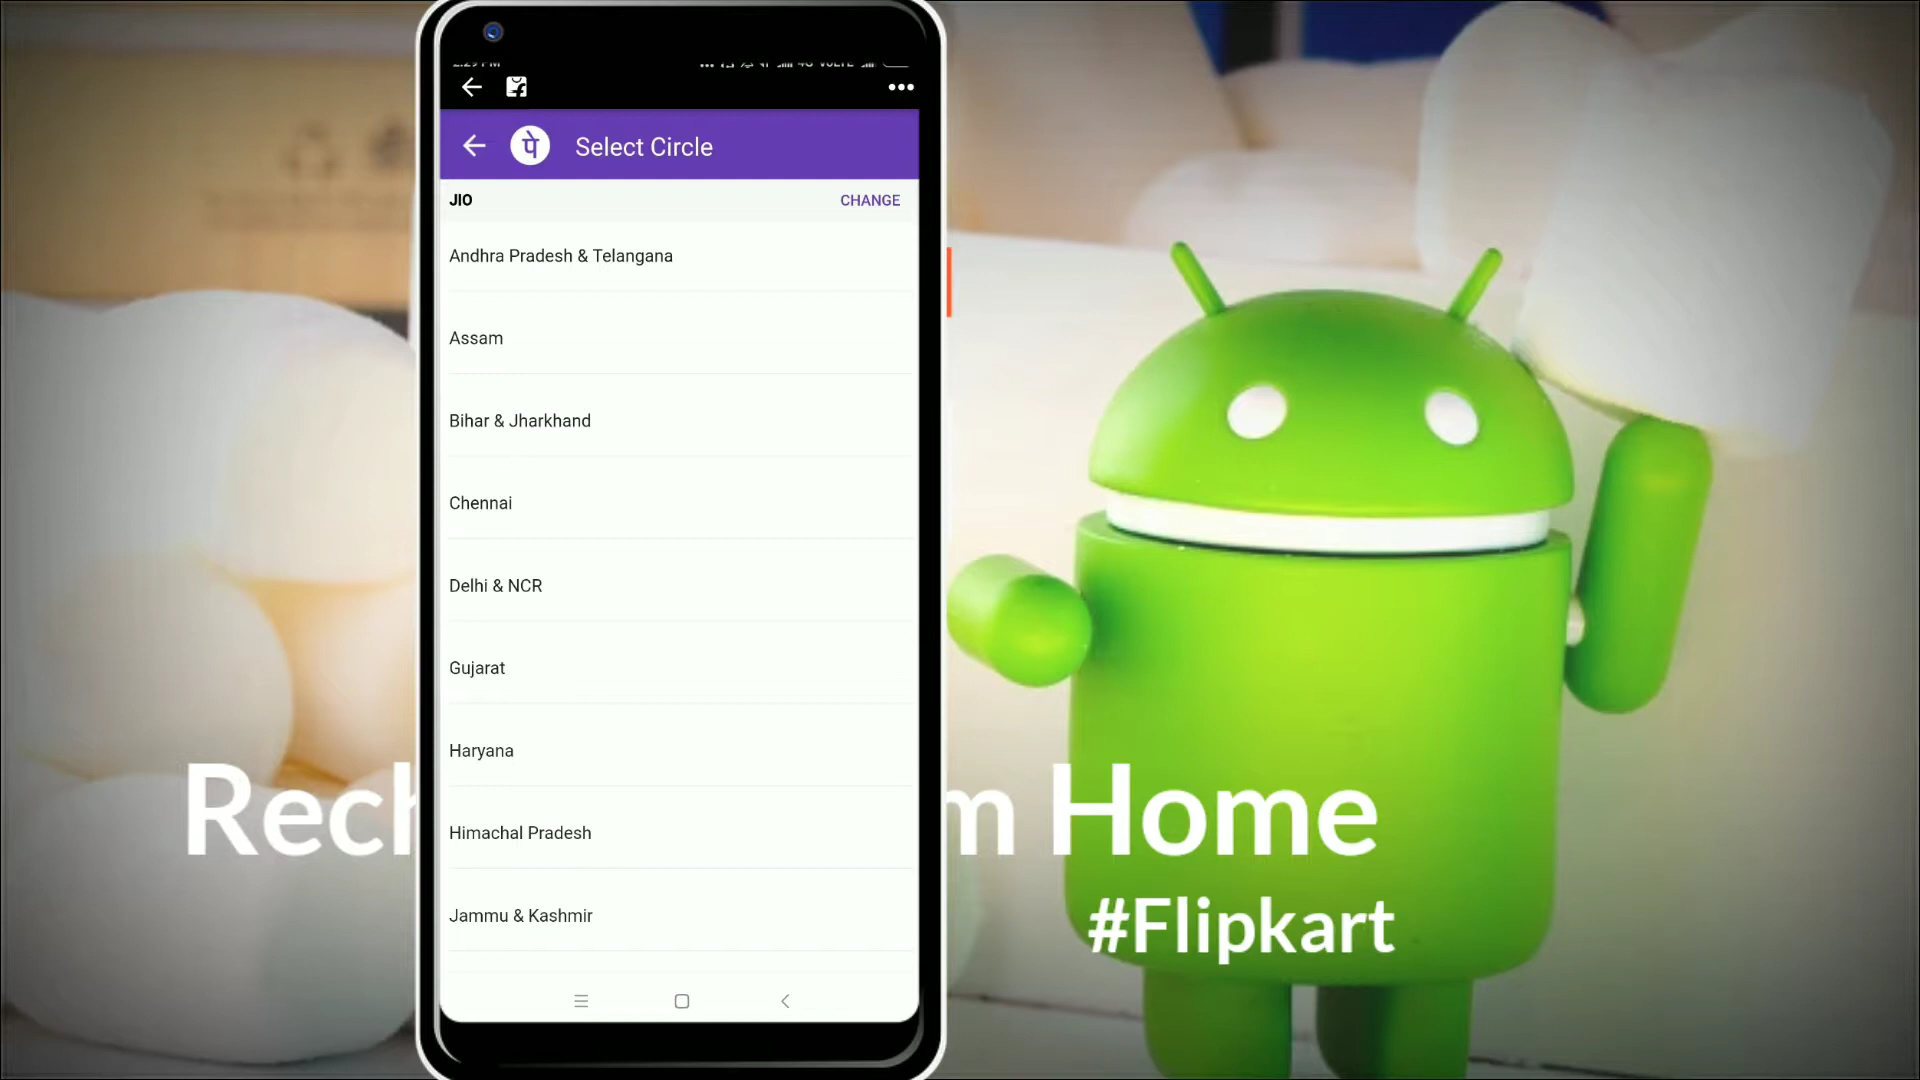 पे
Select Circle
JIO
CHANGE
Andhra Pradesh & Telangana
Assam
Bihar & Jharkhand
Chennai
Delhi & NCR
Gujarat
Haryana
Himachal Pradesh
Jammu & Kashmir
Home
#Flipkart